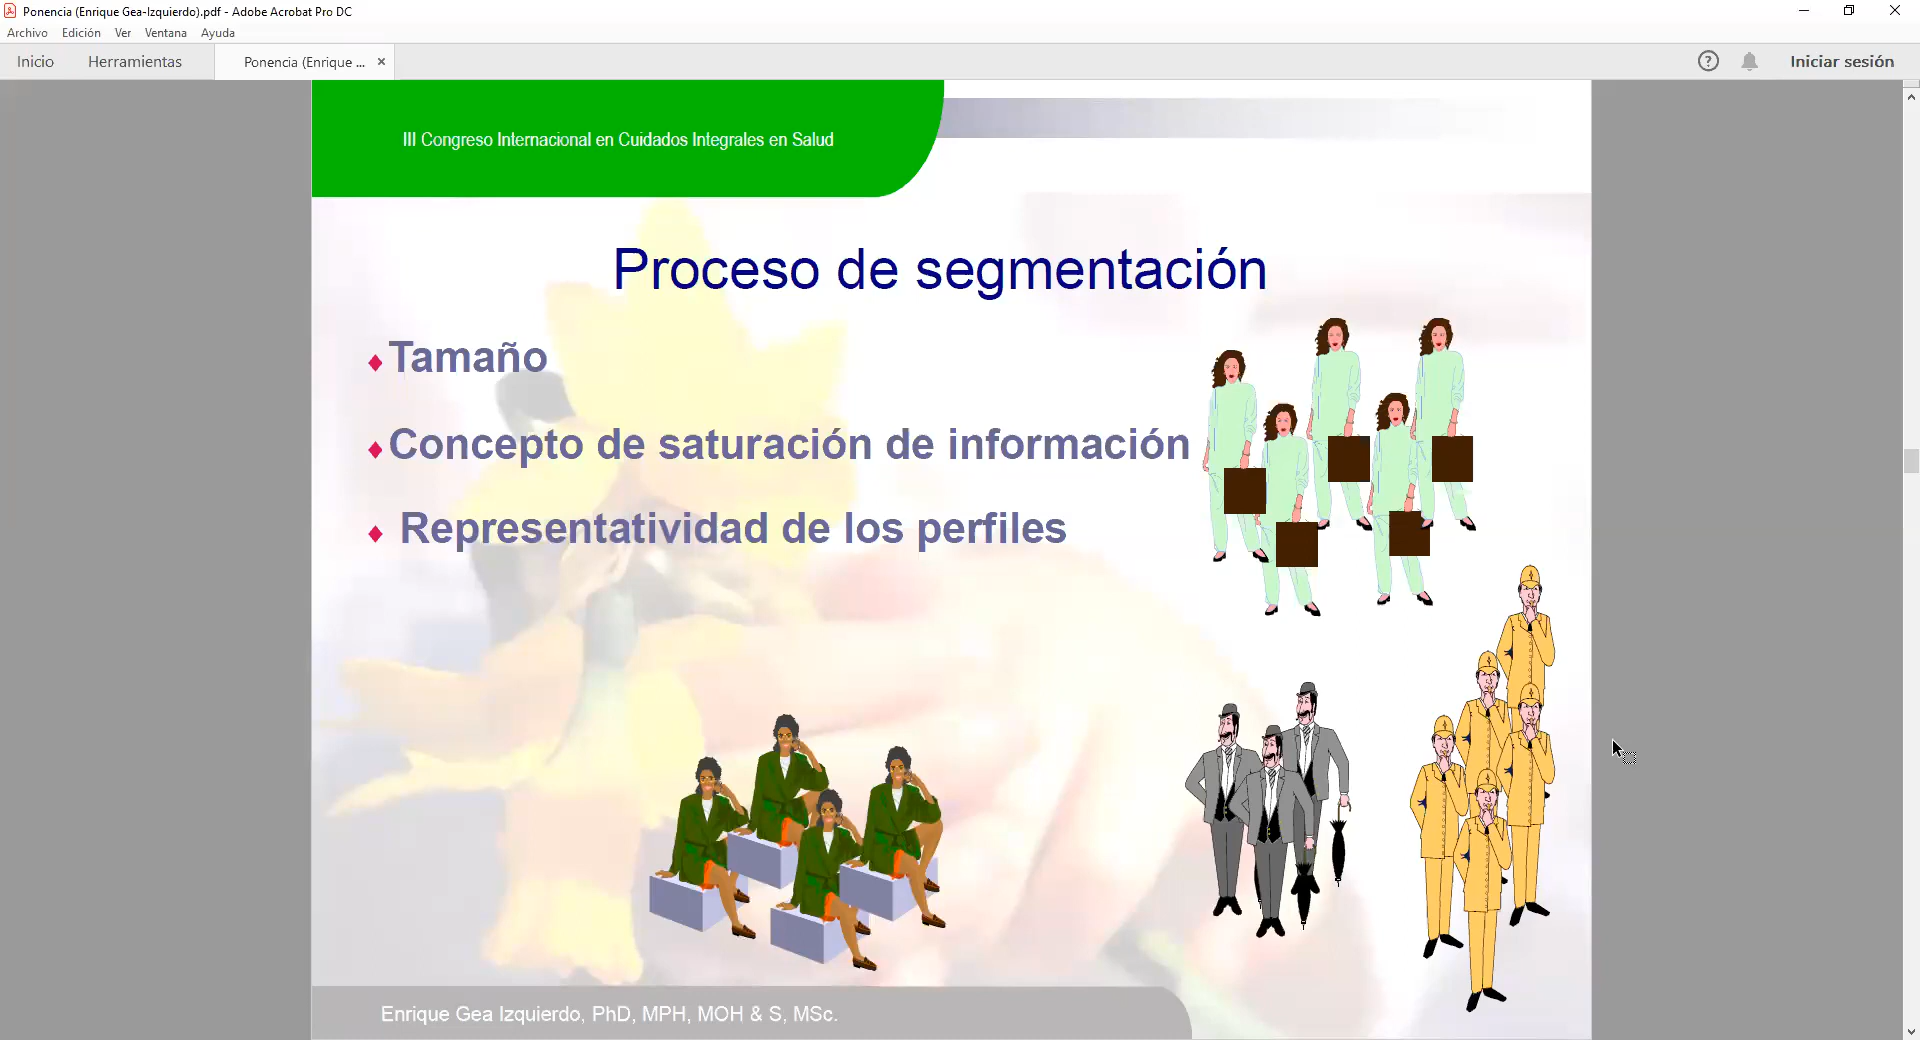 Ponencia (Enrique Gea-Izquierdo).pdf - Adobe Acrobat Pro DC
Archivo Edición Ver Ventana Ayuda
Inicio Herramientas Ponencia (Enrique ... × Iniciar sesión
III Congreso Internacional en Cuidados Integrales en Salud
Proceso de segmentación
Tamaño
Concepto de saturación de información
Representatividad de los perfiles
Enrique Gea Izquierdo, PhD, MPH, MOH & S, MSc.